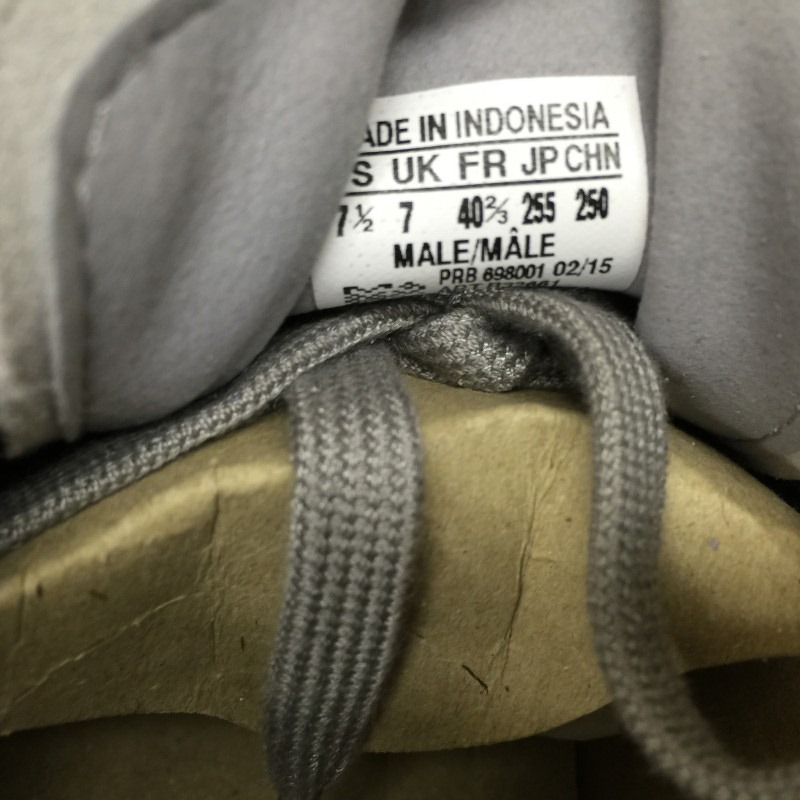 ADE IN INDONESIA
S UK FR JP CHN
7½ 7 40⅔ 255 250
MALE/MÂLE
PRB 698001 02/15